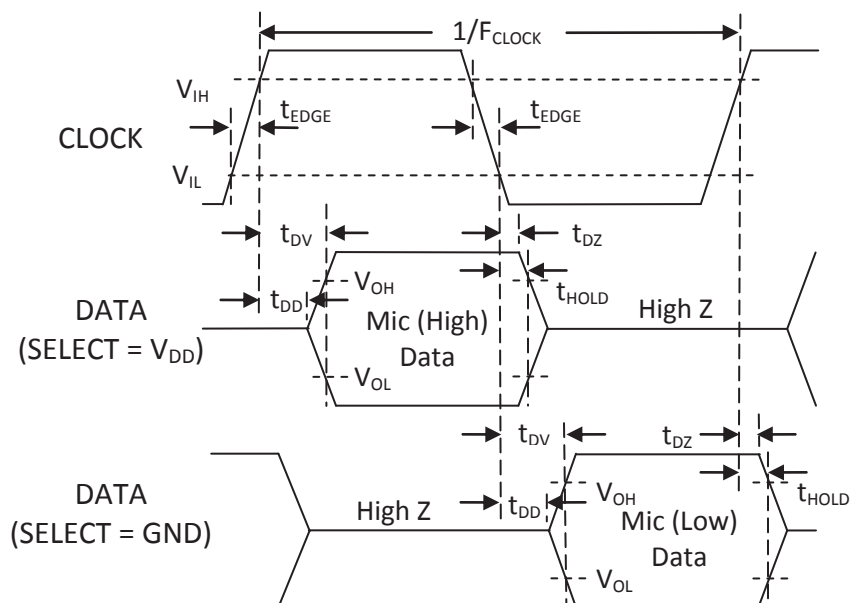 1/FCLOCK
VIH
tEDGE
tEDGE
CLOCK
VIL
tDV
tDZ
VOH
tDD
tHOLD
DATA
(SELECT = VDD)
Mic (High)
Data
High Z
VOL
tDV
tDZ
DATA
(SELECT = GND)
High Z
tDD
VOH
tHOLD
Mic (Low)
Data
VOL